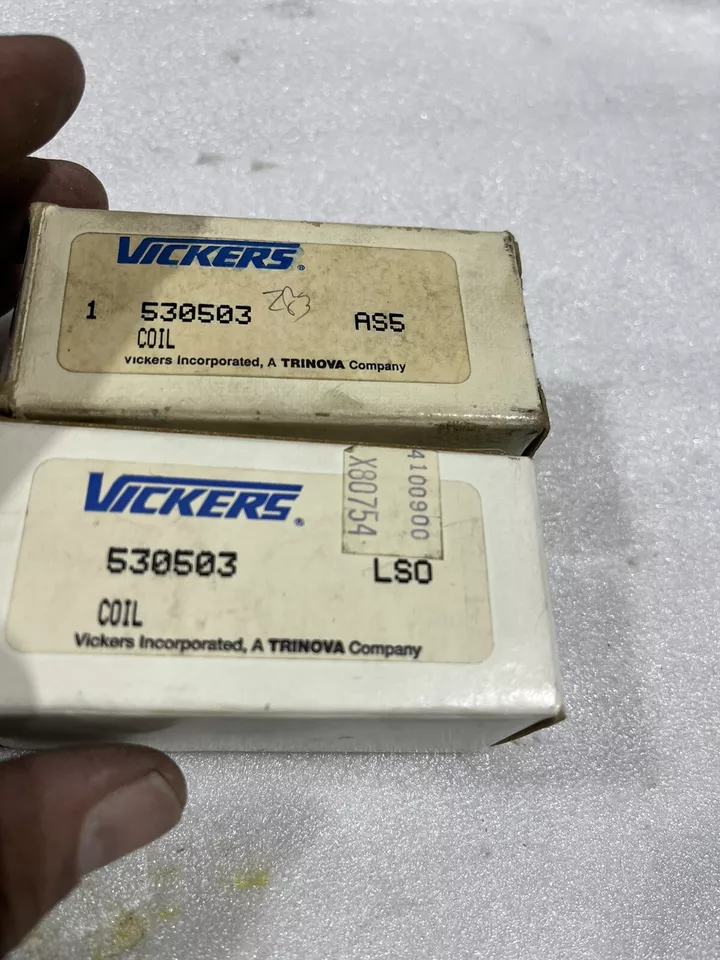 VICKERS®
1 530503 283 AS5
COIL
Vickers Incorporated, A TRINOVA Company
VICKERS®
4100900
X80754
530503 LSO
COIL
Vickers Incorporated, A TRINOVA Company